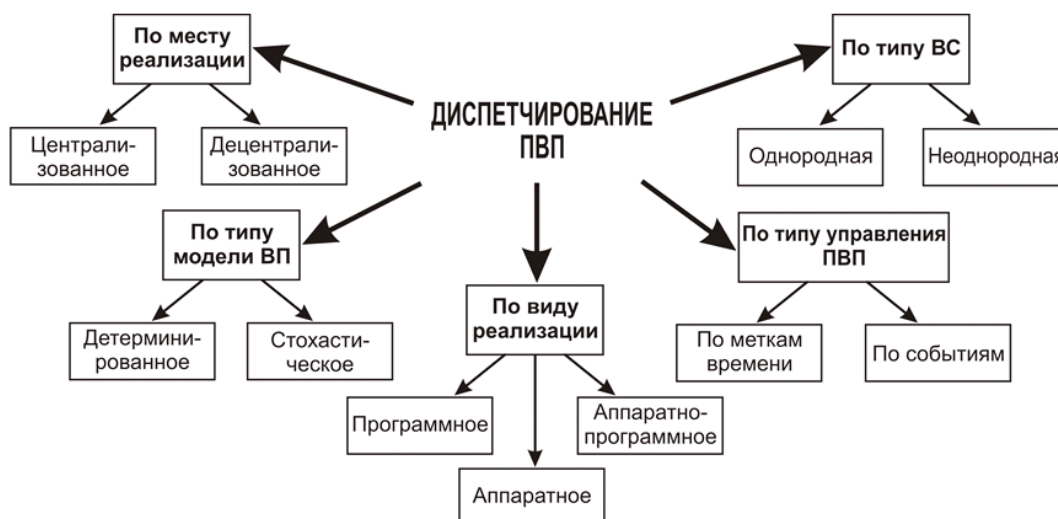 По месту
реализации
Централи-
зованное
Децентрали-
зованное
ДИСПЕТЧИРОВАНИЕ
ПВП
По типу ВС
Однородная
Неоднородная
По типу
модели ВП
Детермини-
рованное
Стохасти-
ческое
По виду
реализации
Программное
Аппаратное
Аппаратно-
программное
По типу управления
ПВП
По меткам
времени
По событиям